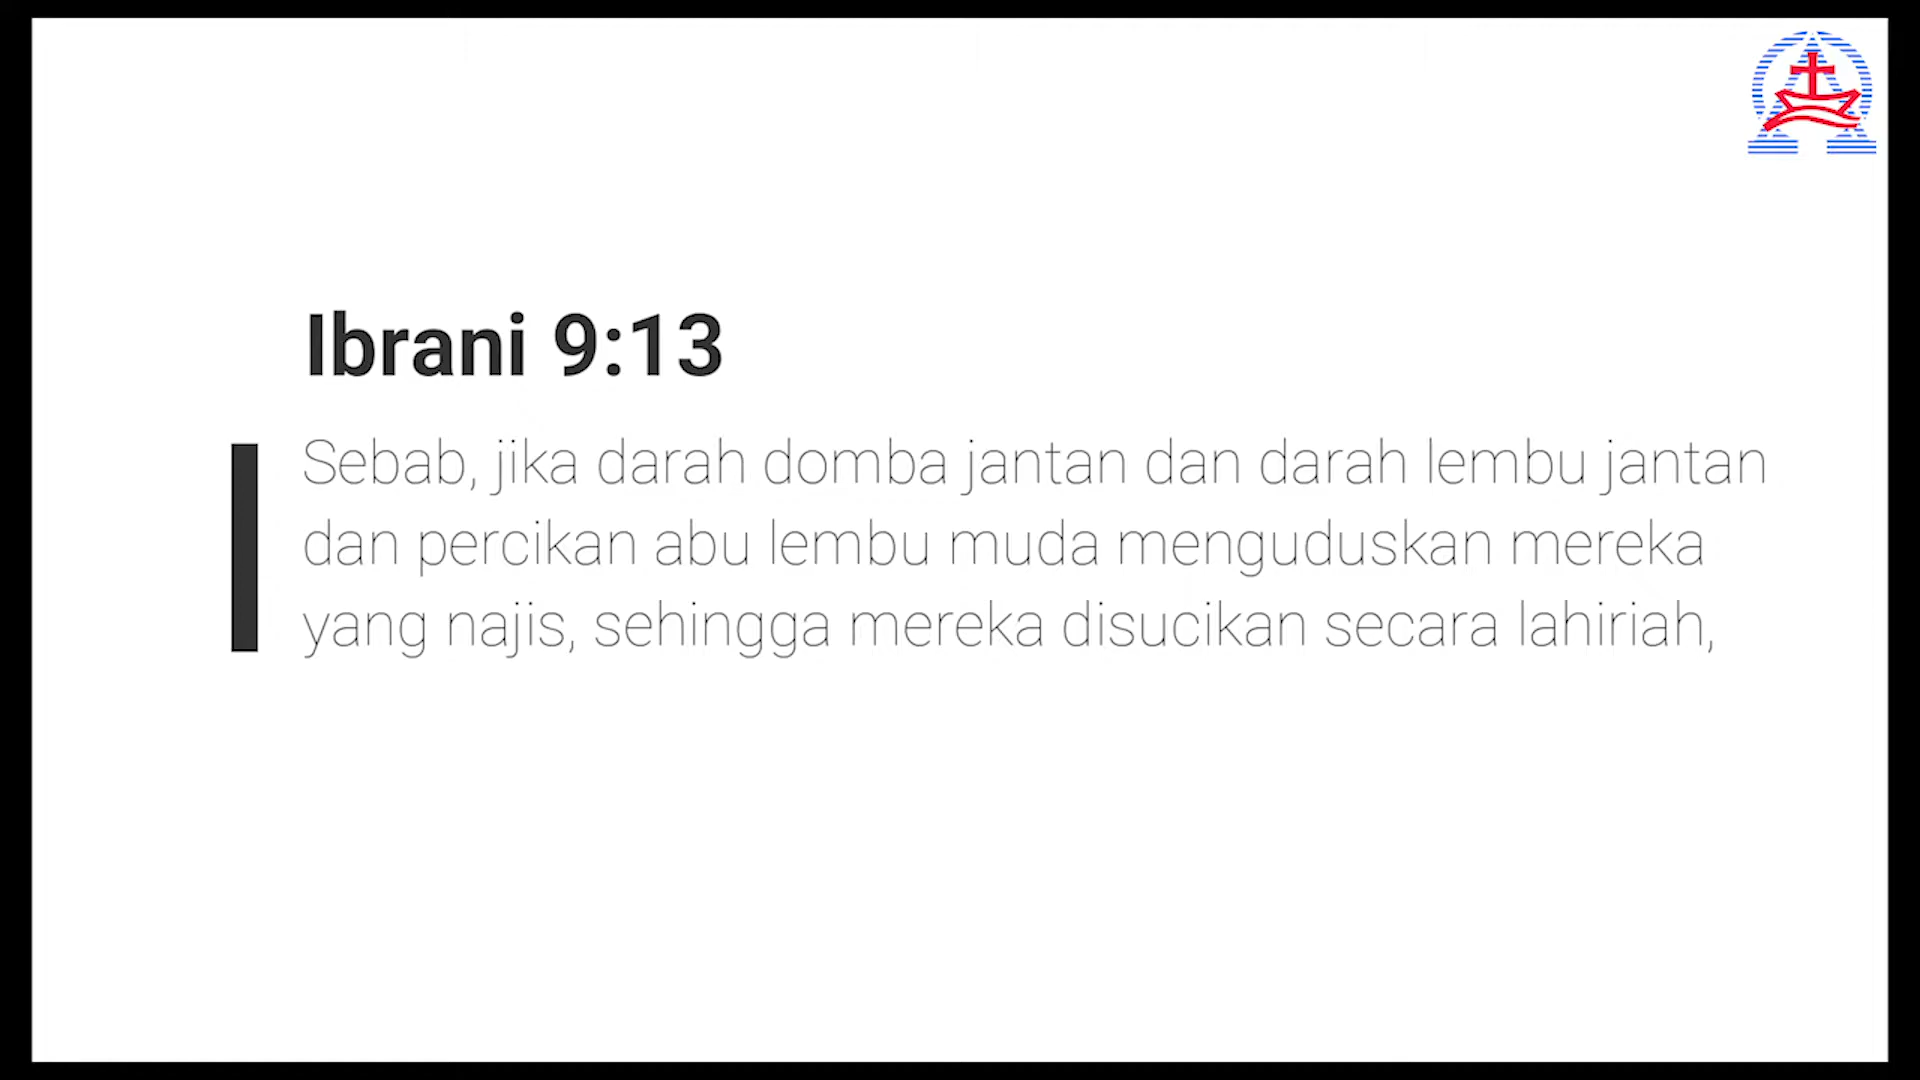 Ibrani 9:13
Sebab, jika darah domba jantan dan darah lembu jantan
dan percikan abu lembu muda menguduskan mereka
yang najis, sehingga mereka disucikan secara lahiriah,